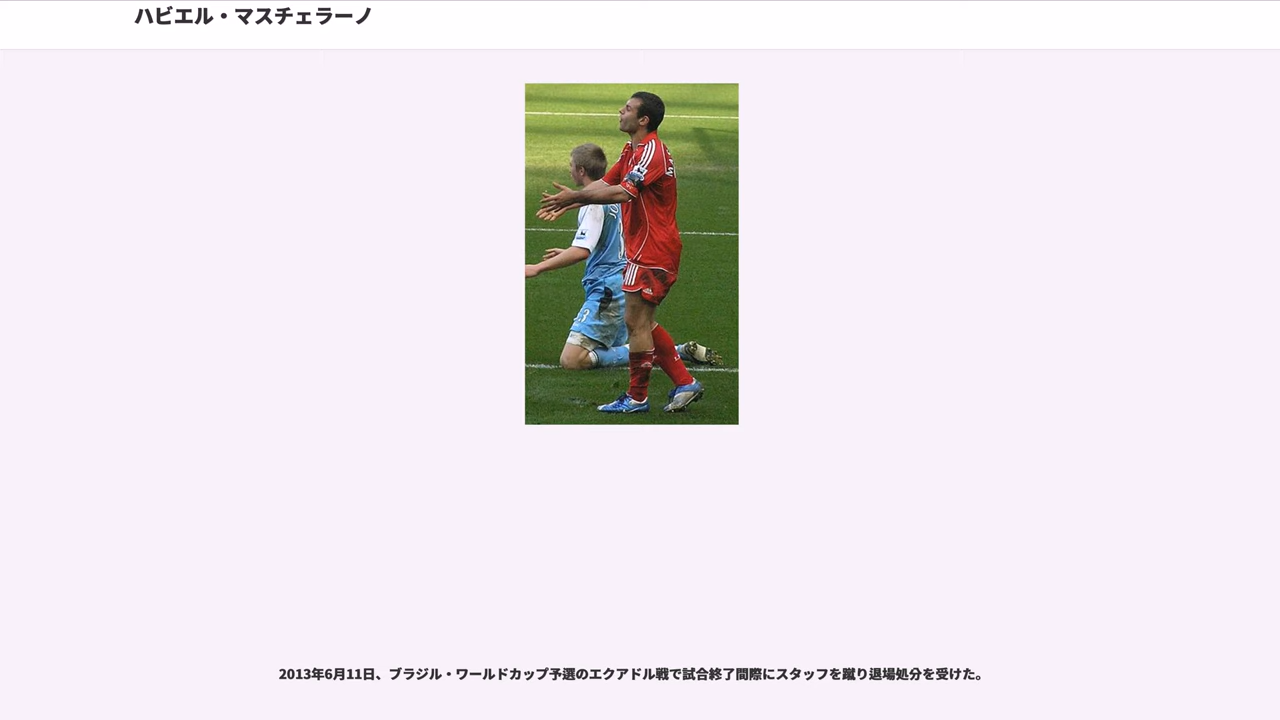 ハビエル・マスチェラーノ
2013年6月11日、ブラジル・ワールドカップ予選のエクアドル戦で試合終了間際にスタッフを蹴り退場処分を受けた。